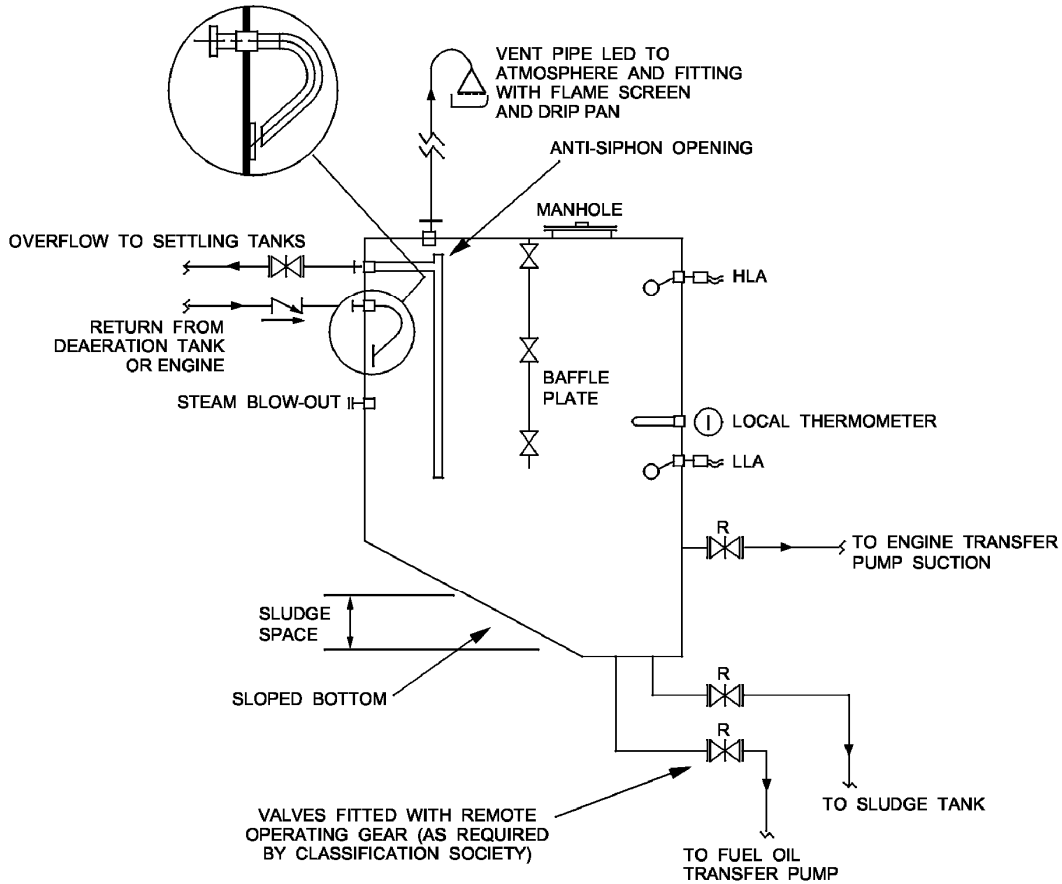 VENT PIPE LED TO
ATMOSPHERE AND FITTING
WITH FLAME SCREEN
AND DRIP PAN
ANTI-SIPHON OPENING
MANHOLE
OVERFLOW TO SETTLING TANKS
HLA
RETURN FROM
DEAERATION TANK
OR ENGINE
BAFFLE
PLATE
STEAM BLOW-OUT
I LOCAL THERMOMETER
LLA
R
TO ENGINE TRANSFER
PUMP SUCTION
SLUDGE
SPACE
SLOPED BOTTOM
R
R
TO SLUDGE TANK
VALVES FITTED WITH REMOTE
OPERATING GEAR (AS REQUIRED
BY CLASSIFICATION SOCIETY)
TO FUEL OIL
TRANSFER PUMP